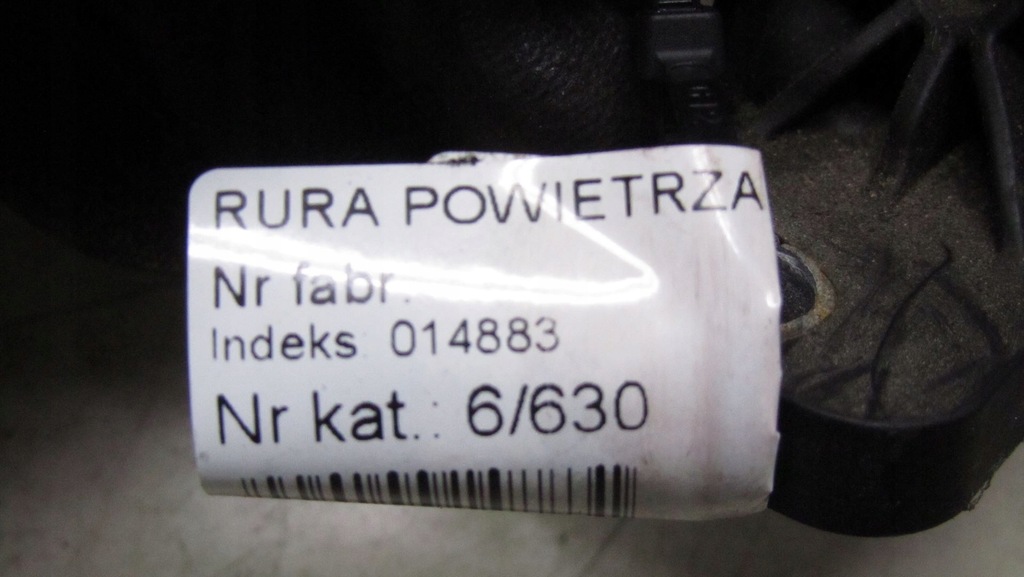 RURA POWIETRZA
Nr fabr.
Indeks: 014883
Nr kat.: 6/630